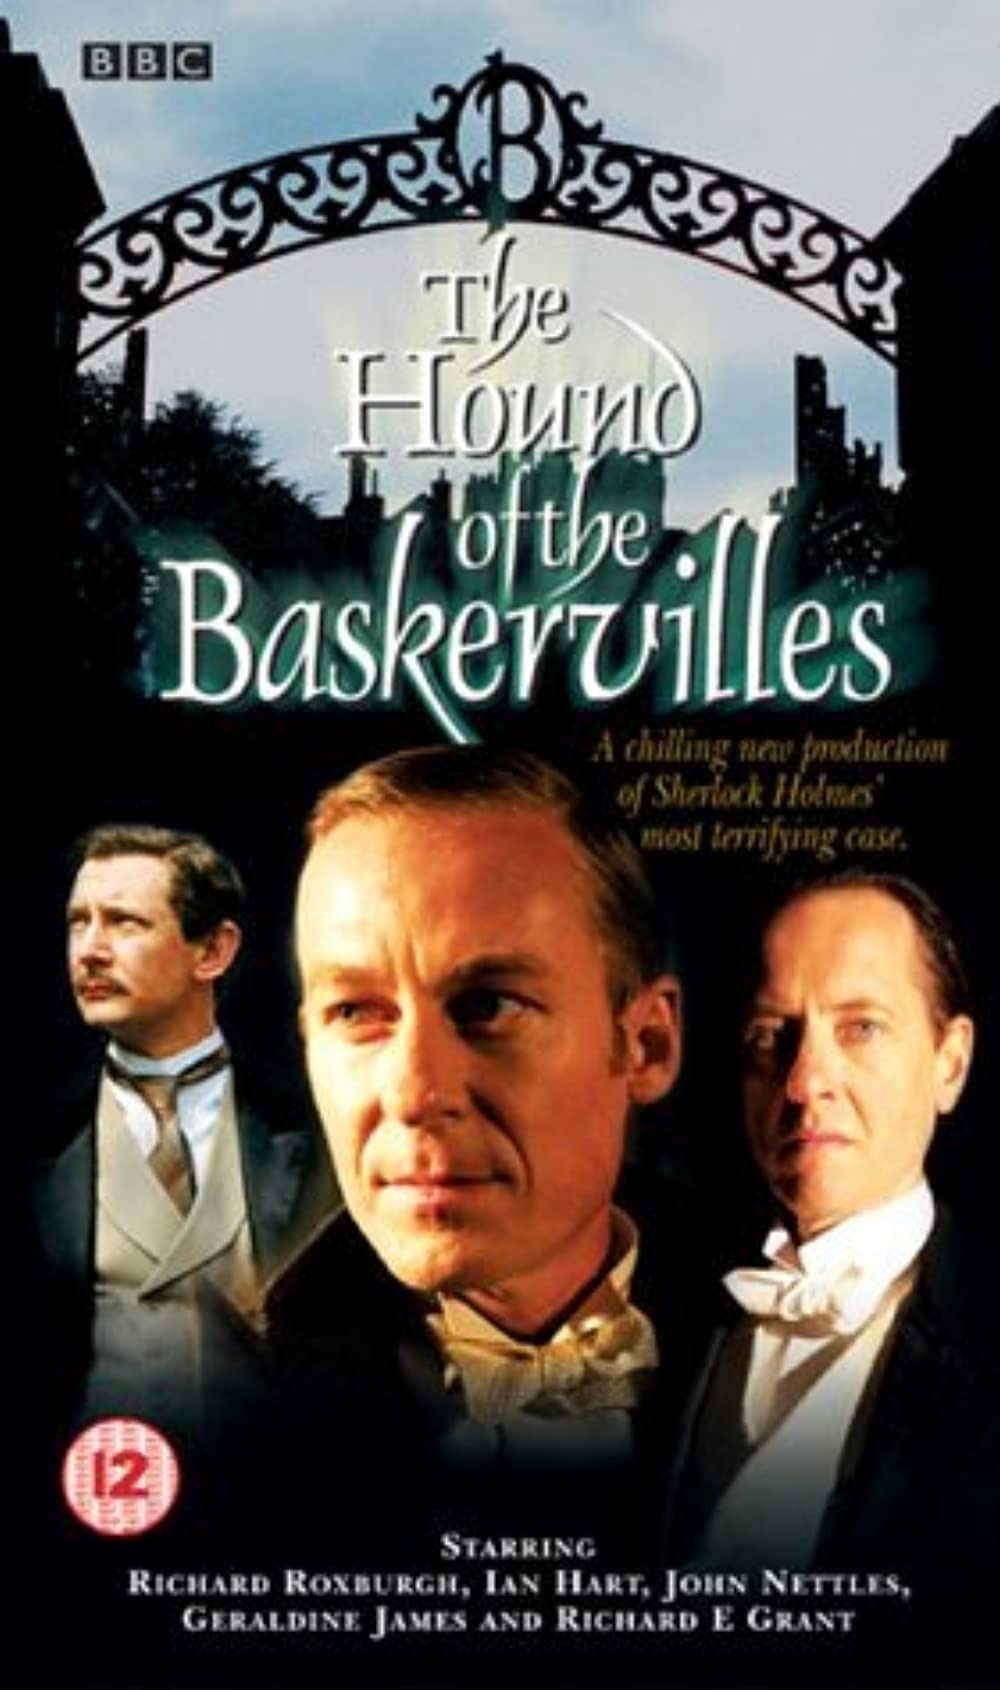 BBC
B
The
Hound
of the
Baskervilles
A chilling new production
of Sherlock Holmes'
most terrifying case.
12
STARRING
RICHARD ROXBURGH, IAN HART, JOHN NETTLES,
GERALDINE JAMES AND RICHARD E GRANT